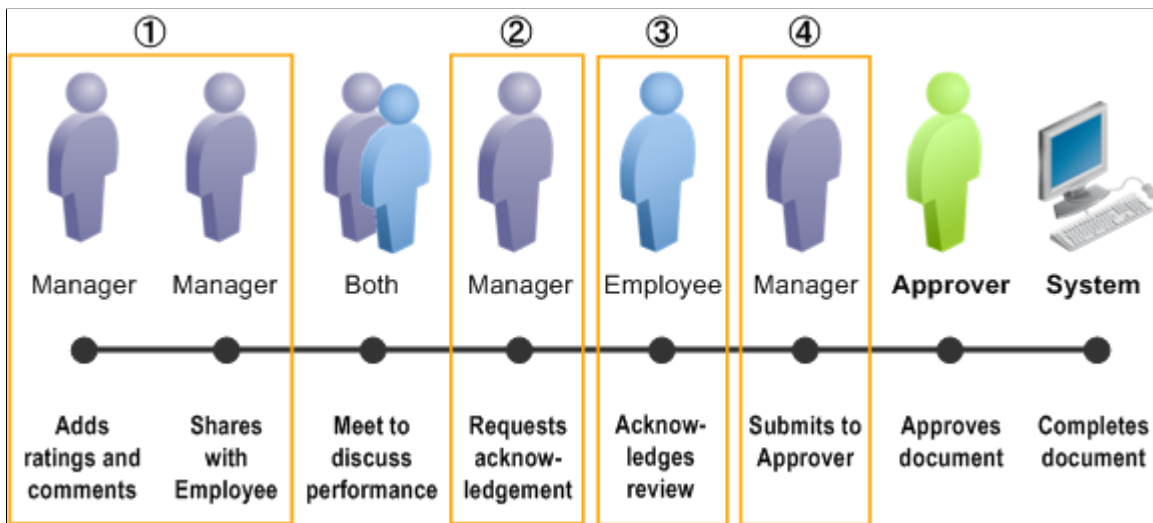 ① ② ③ ④
Manager Manager Both Manager Employee Manager Approver System
Adds
ratings and
comments
Shares
with
Employee
Meet to
discuss
performance
Requests
acknow-
ledgement
Acknow-
ledges
review
Submits to
Approver
Approves
document
Completes
document